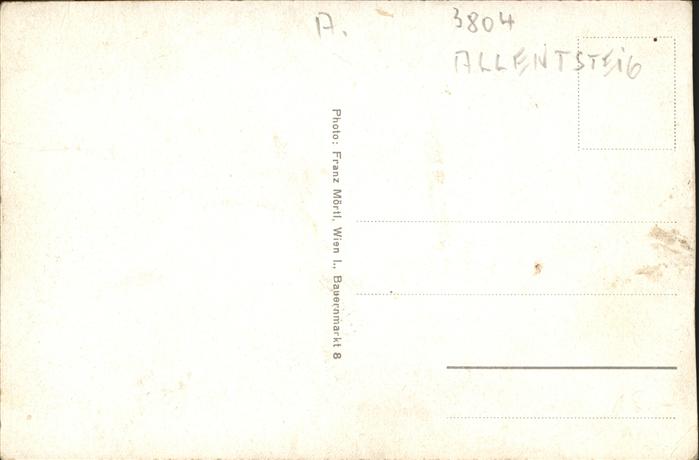 A.
3804
ALLENTSTEIG
Photo: Franz Mörtl, Wien I., Bauernmarkt 8